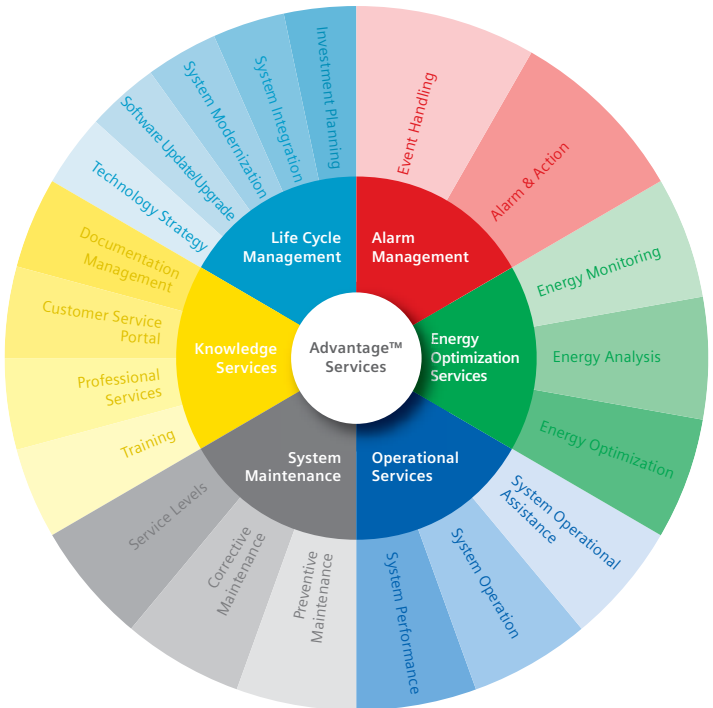 Advantage™
Services
Alarm
Management
Event Handling
Alarm & Action
Energy
Optimization
Services
Energy Monitoring
Energy Analysis
Energy Optimization
Operational
Services
System Operational
Assistance
System Operation
System Performance
System
Maintenance
Preventive
Maintenance
Corrective
Maintenance
Service Levels
Knowledge
Services
Training
Professional
Services
Customer Service
Portal
Documentation
Management
Life Cycle
Management
Technology Strategy
Software Update/Upgrade
System Modernization
System Integration
Investment Planning